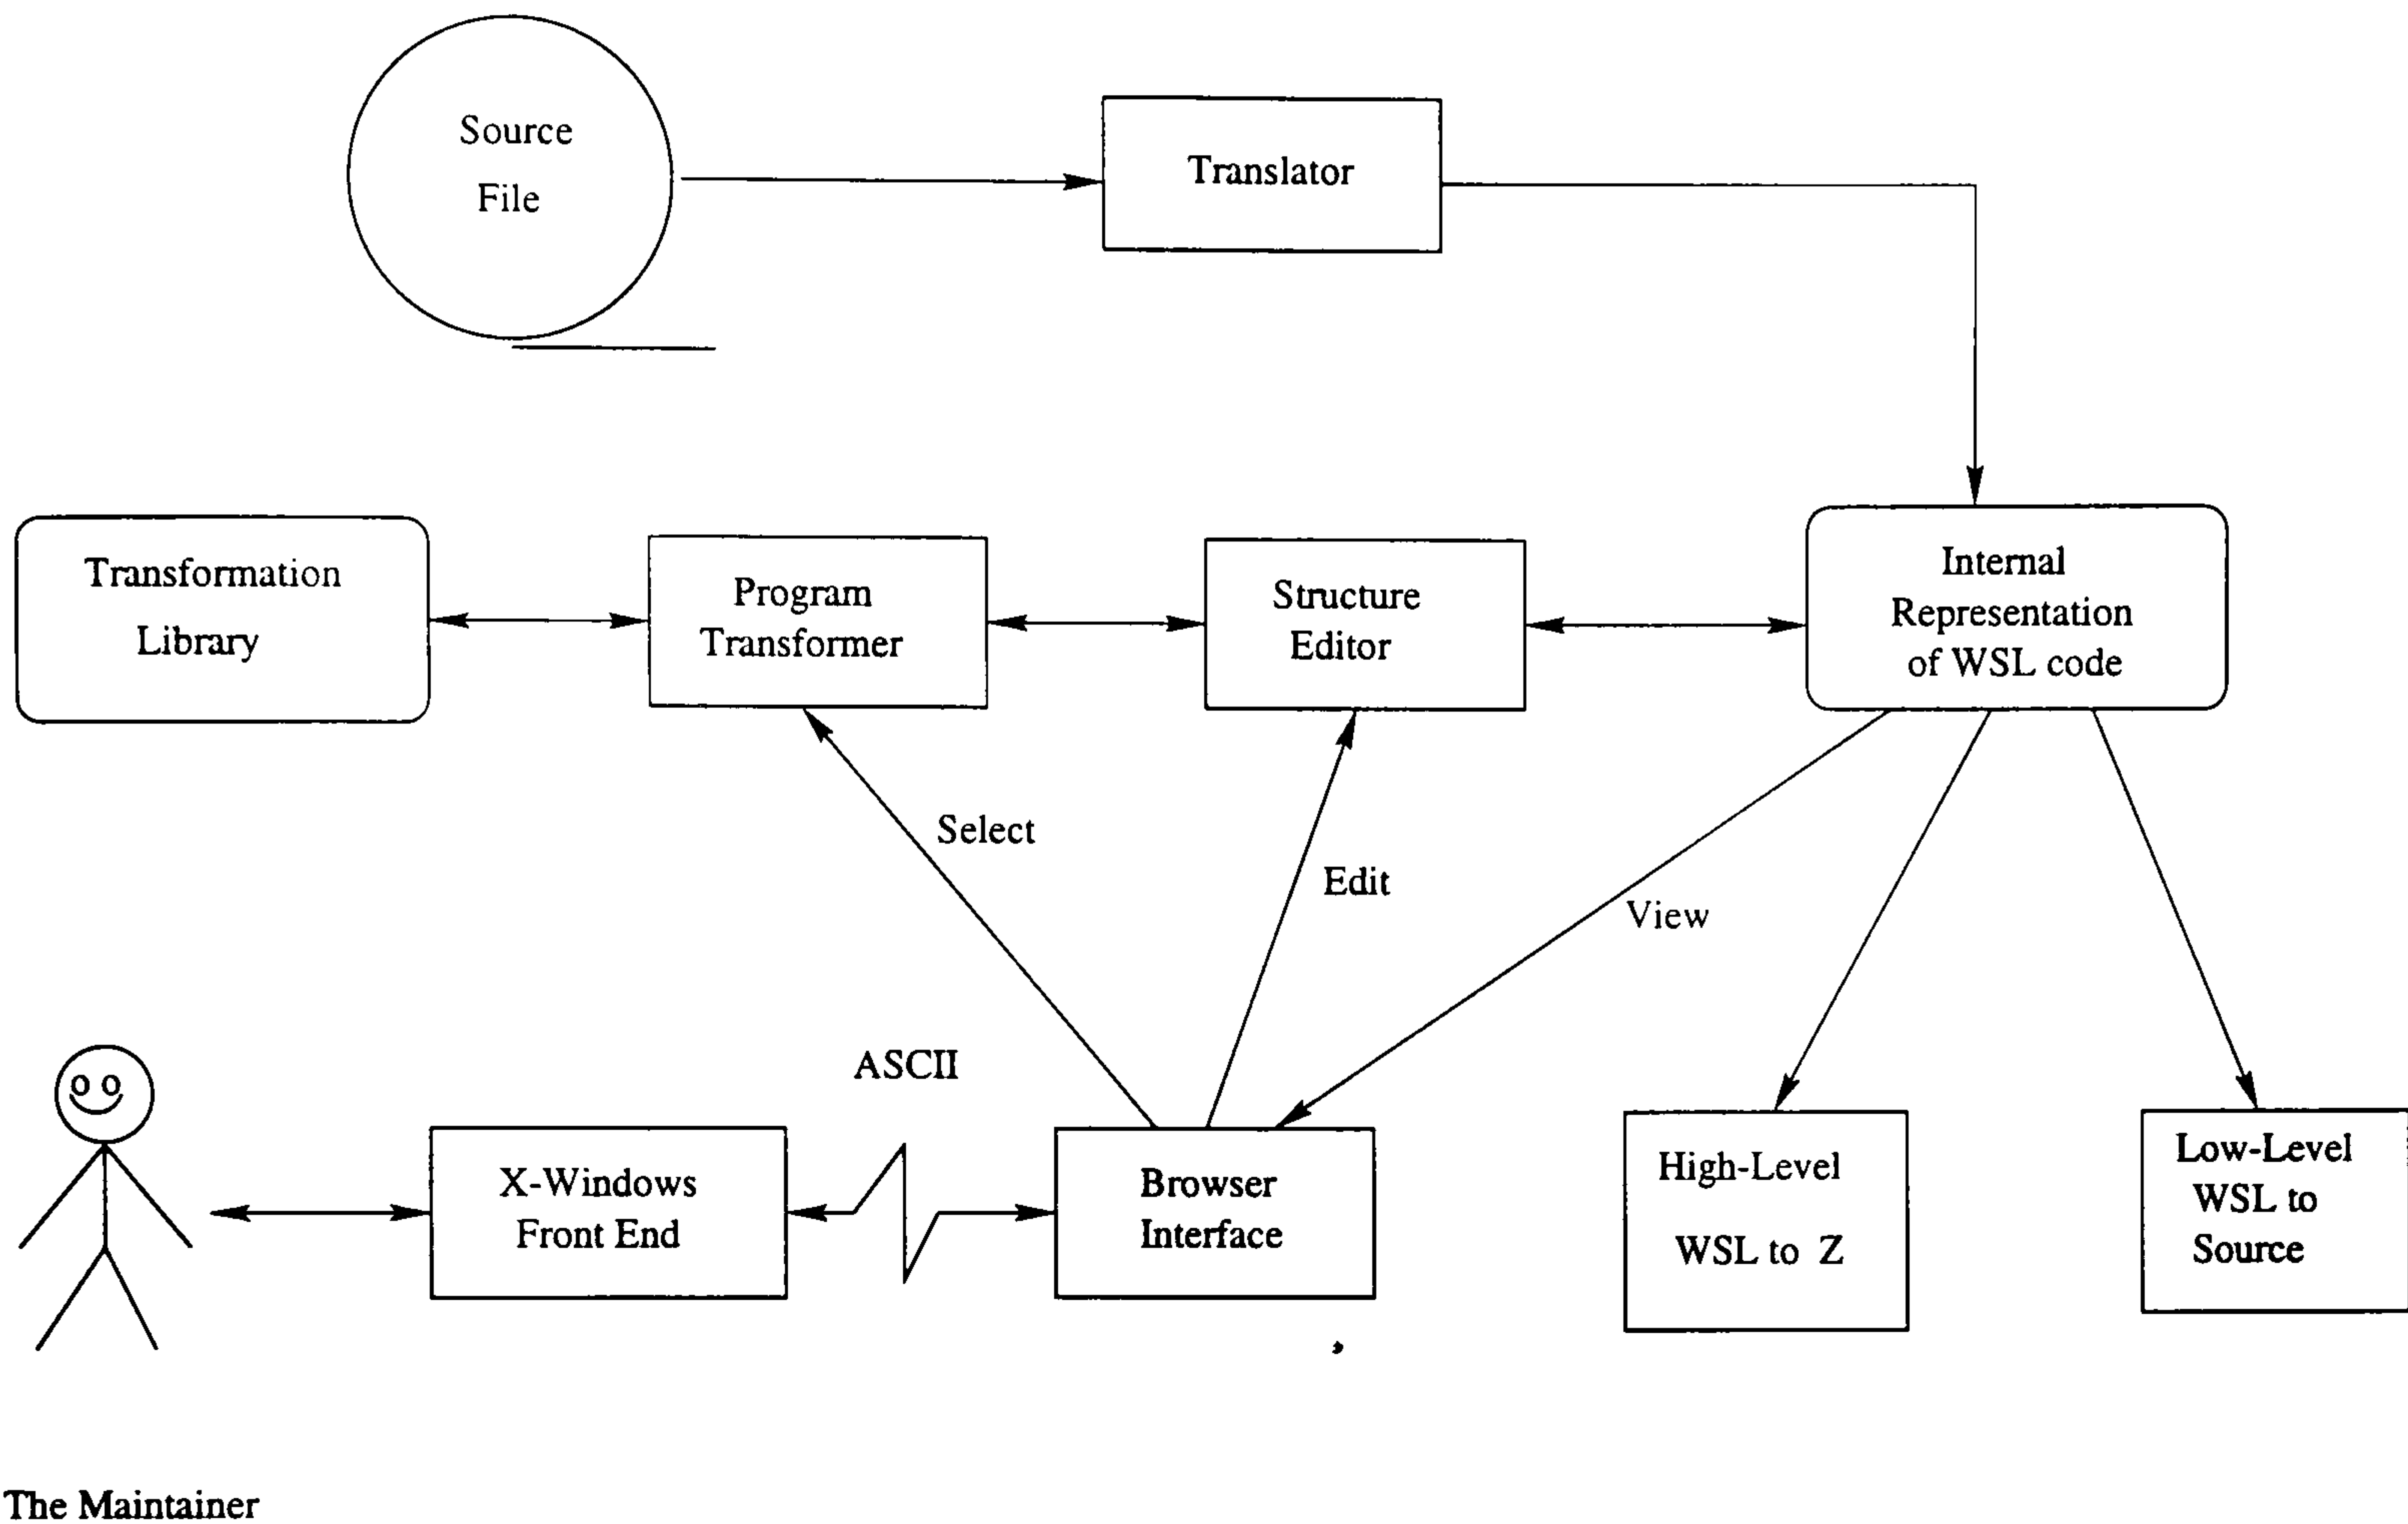 Source
File
Translator
Transformation
Library
Program
Transformer
Structure
Editor
Internal
Representation
of WSL code
Select
Edit
View
ASCII
X-Windows
Front End
Browser
Interface
High-Level
WSL to Z
Low-Level
WSL to
Source
The Maintainer